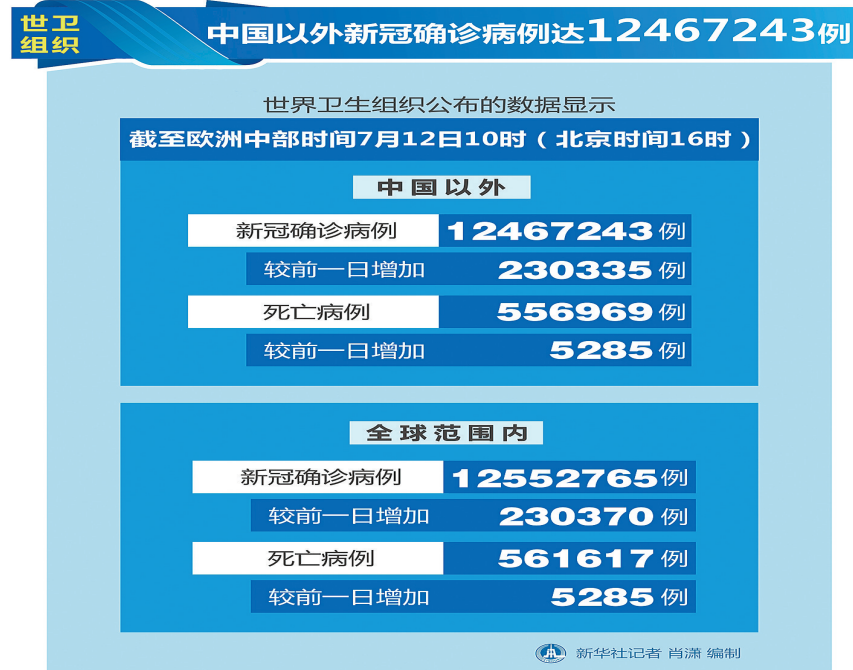 世卫
组织
中国以外新冠确诊病例达12467243例
世界卫生组织公布的数据显示
截至欧洲中部时间7月12日10时（北京时间16时）
中国以外
新冠确诊病例 12467243例
较前一日增加 230335例
死亡病例 556969例
较前一日增加 5285例
全球范围内
新冠确诊病例 12552765例
较前一日增加 230370例
死亡病例 561617例
较前一日增加 5285例
新华社记者 肖潇 编制